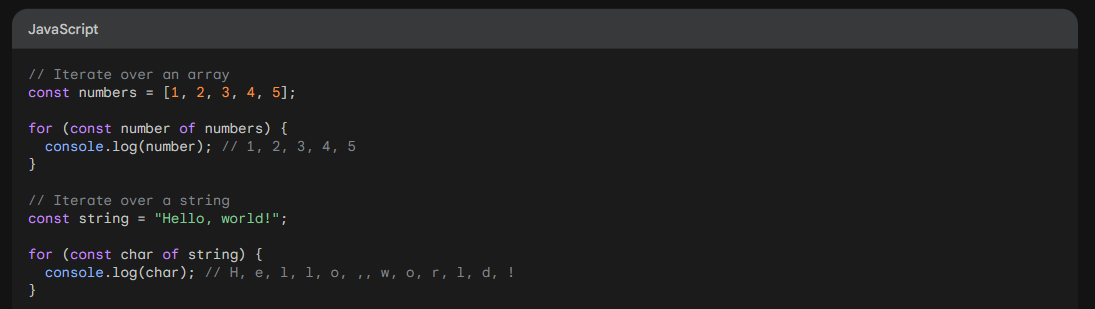 JavaScript
// Iterate over an array
const numbers = [1, 2, 3, 4, 5];
for (const number of numbers) {
  console.log(number); // 1, 2, 3, 4, 5
}
// Iterate over a string
const string = "Hello, world!";
for (const char of string) {
  console.log(char); // H, e, l, l, o, ,, w, o, r, l, d, !
}